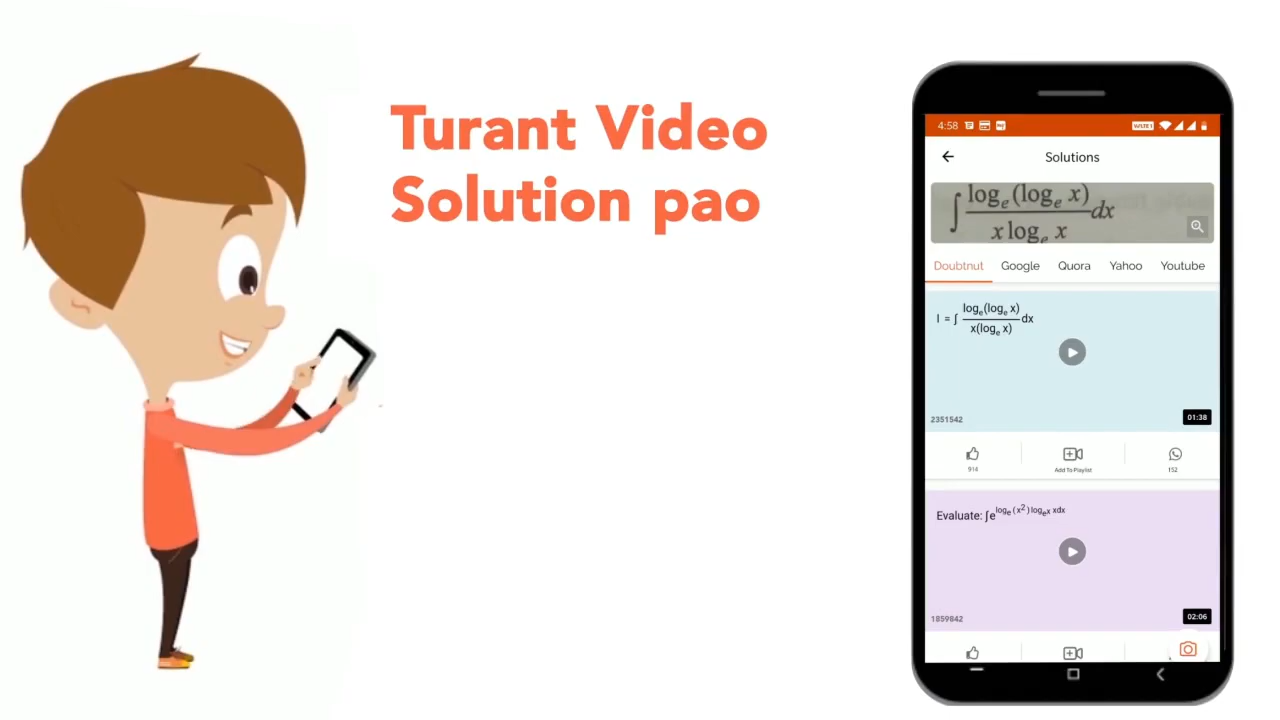 Turant Video
Solution pao
4:58
VoLTE1
Solutions
∫ logₑ(logₑ x) / x logₑ x dx
Doubtnut Google Quora Yahoo Youtube
I = ∫ logₑ(logₑ x) / x(logₑ x) dx
2351542 01:38
914 Add To Playlist 152
Evaluate: ∫e^logₑ(x²)logₑx xdx
1859842 02:06